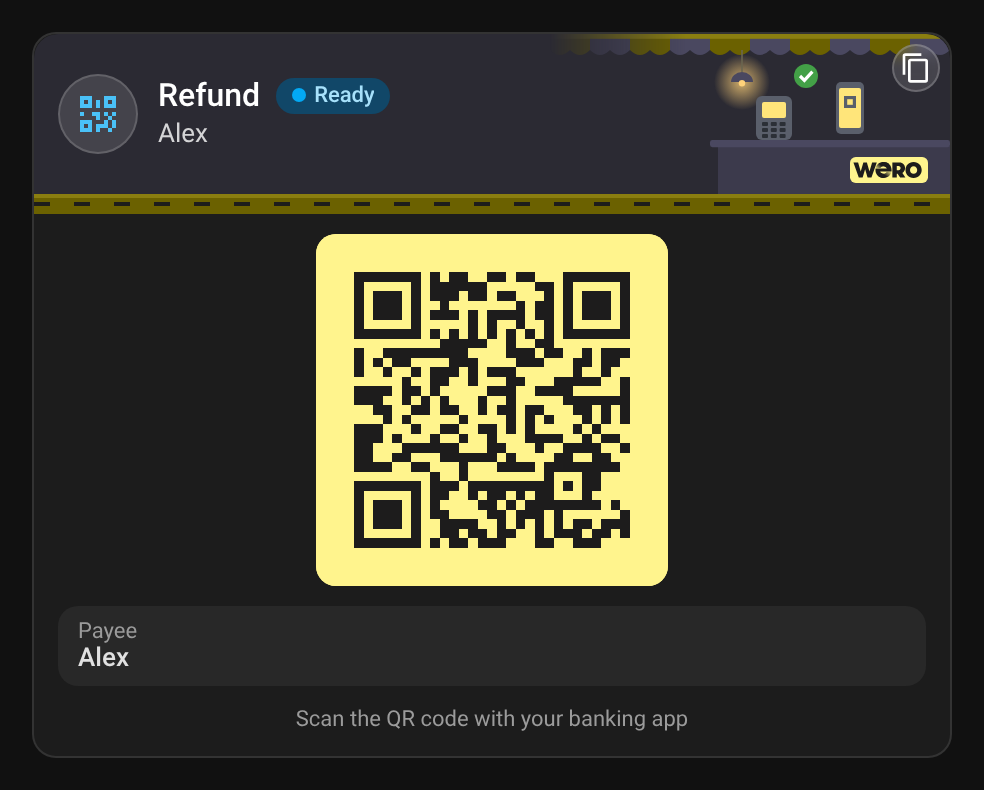 Refund
Ready
Alex
wero
Payee
Alex
Scan the QR code with your banking app